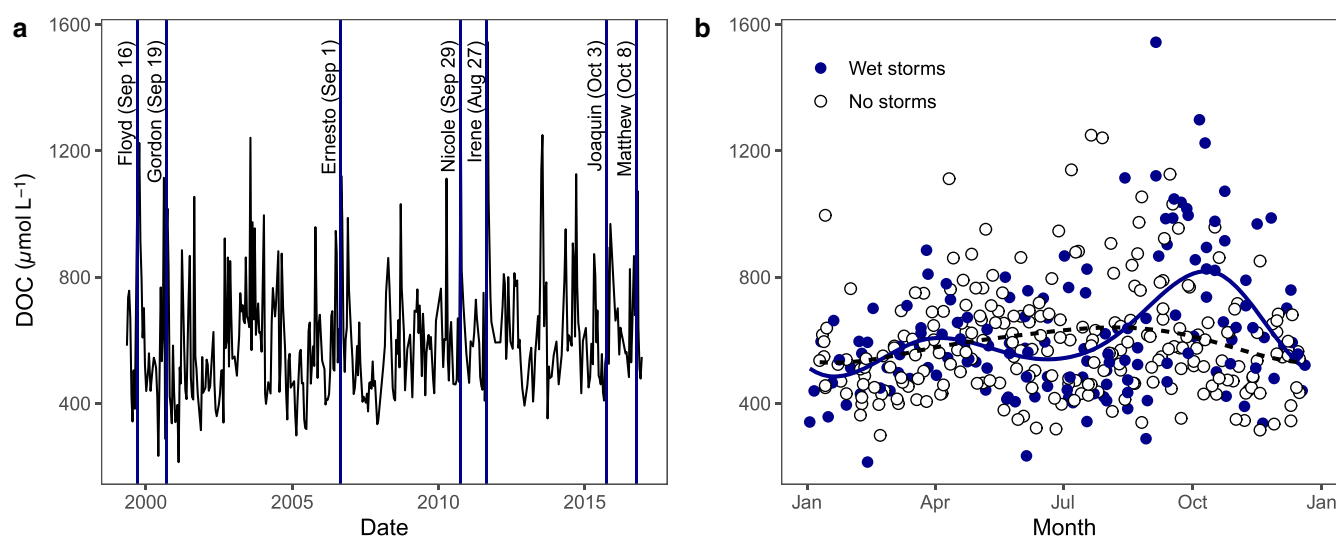 a
1600
1200
800
400
DOC (µmol L−1)
Floyd (Sep 16)
Gordon (Sep 19)
Ernesto (Sep 1)
Nicole (Sep 29)
Irene (Aug 27)
Joaquin (Oct 3)
Matthew (Oct 8)
2000 2005 2010 2015
Date
b
1600
1200
800
400
Wet storms
No storms
Jan Apr Jul Oct Jan
Month